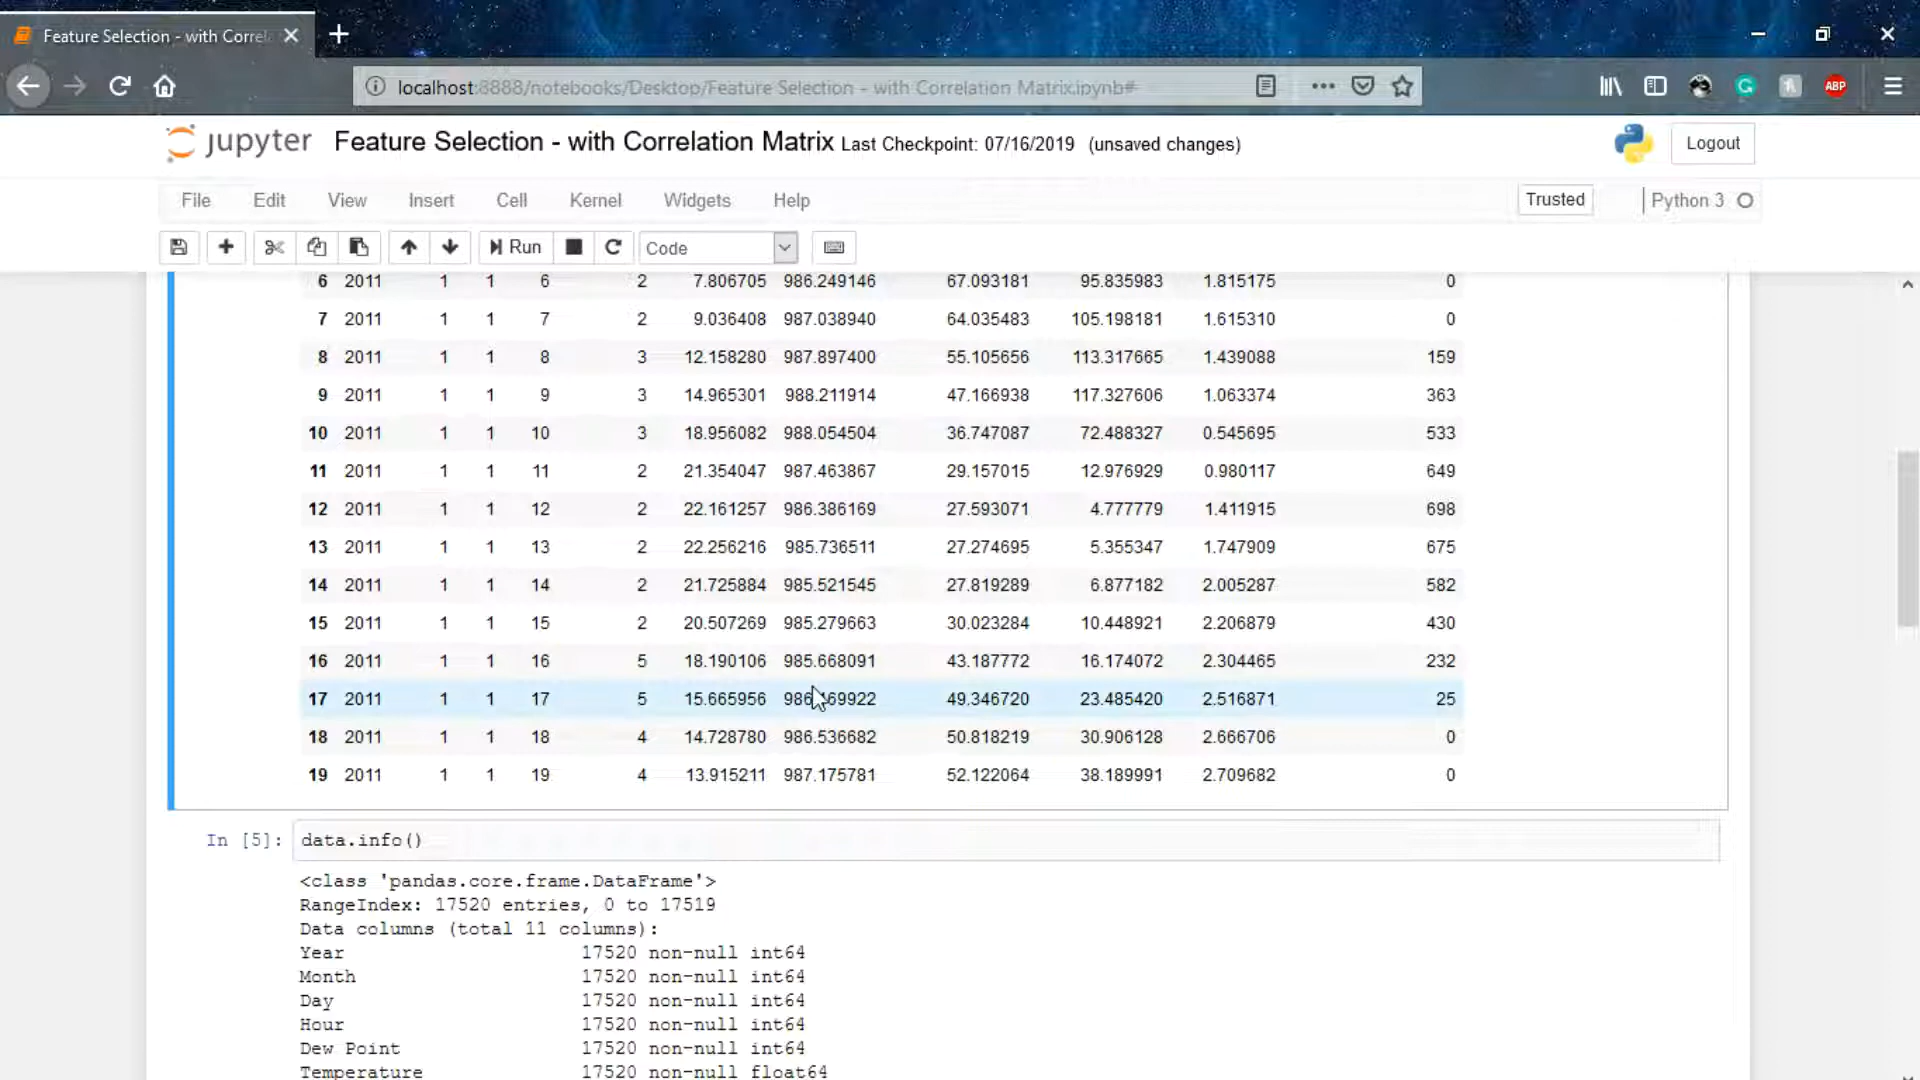 Feature Selection - with Correl
localhost:8888/notebooks/Desktop/Feature Selection - with Correlation Matrix.ipynb#
ABP
jupyter Feature Selection - with Correlation Matrix Last Checkpoint: 07/16/2019 (unsaved changes)
Logout
File Edit View Insert Cell Kernel Widgets Help
Trusted
Python 3
Run
Code
6 2011 1 1 6 2 7.806705 986.249146 67.093181 95.835983 1.815175 0
7 2011 1 1 7 2 9.036408 987.038940 64.035483 105.198181 1.615310 0
8 2011 1 1 8 3 12.158280 987.897400 55.105656 113.317665 1.439088 159
9 2011 1 1 9 3 14.965301 988.211914 47.166938 117.327606 1.063374 363
10 2011 1 1 10 3 18.956082 988.054504 36.747087 72.488327 0.545695 533
11 2011 1 1 11 2 21.354047 987.463867 29.157015 12.976929 0.980117 649
12 2011 1 1 12 2 22.161257 986.386169 27.593071 4.777779 1.411915 698
13 2011 1 1 13 2 22.256216 985.736511 27.274695 5.355347 1.747909 675
14 2011 1 1 14 2 21.725884 985.521545 27.819289 6.877182 2.005287 582
15 2011 1 1 15 2 20.507269 985.279663 30.023284 10.448921 2.206879 430
16 2011 1 1 16 5 18.190106 985.668091 43.187772 16.174072 2.304465 232
17 2011 1 1 17 5 15.665956 49.346720 23.485420 2.516871 25
18 2011 1 1 18 4 14.728780 986.536682 50.818219 30.906128 2.666706 0
19 2011 1 1 19 4 13.915211 987.175781 52.122064 38.189991 2.709682 0
In [5]: data.info()
<class 'pandas.core.frame.DataFrame'>
RangeIndex: 17520 entries, 0 to 17519
Data columns (total 11 columns):
Year 17520 non-null int64
Month 17520 non-null int64
Day 17520 non-null int64
Hour 17520 non-null int64
Dew Point 17520 non-null int64
Temperature 17520 non-null float64